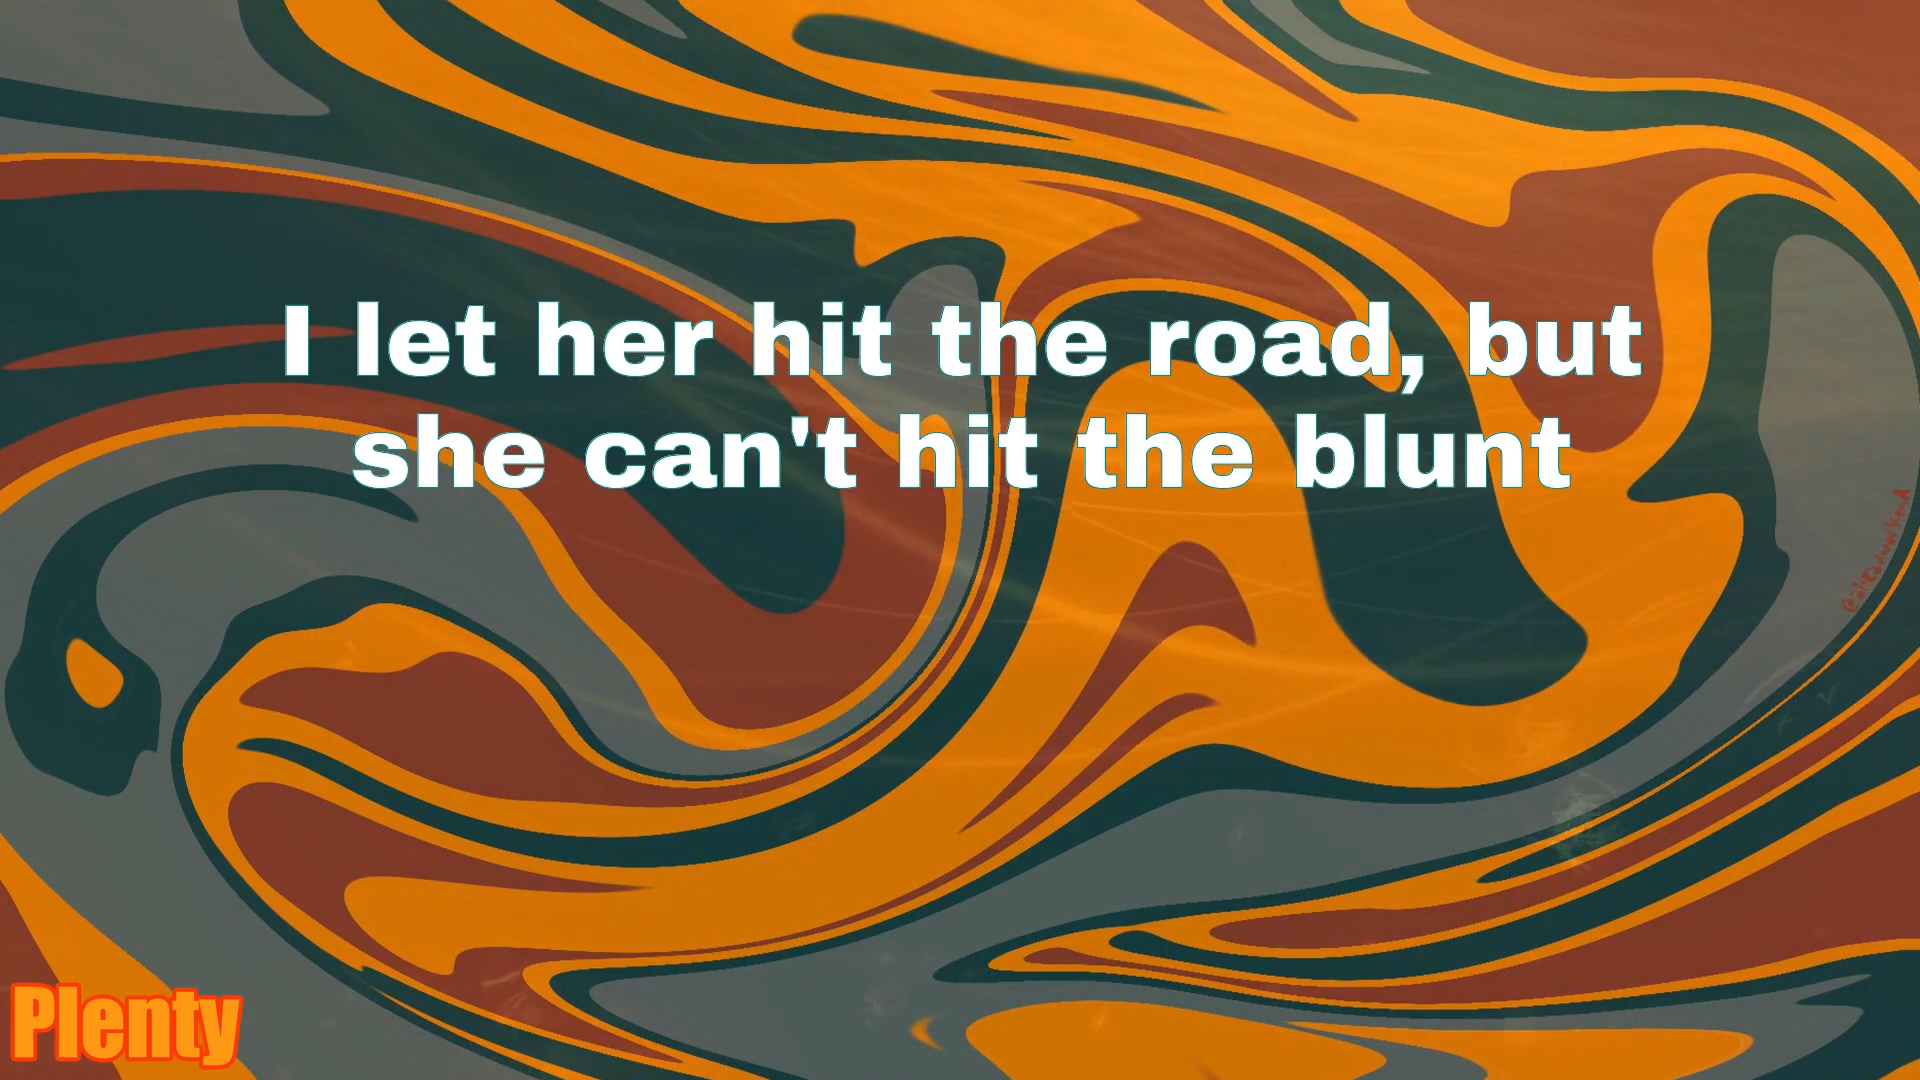 I let her hit the road, but
she can't hit the blunt
Plenty